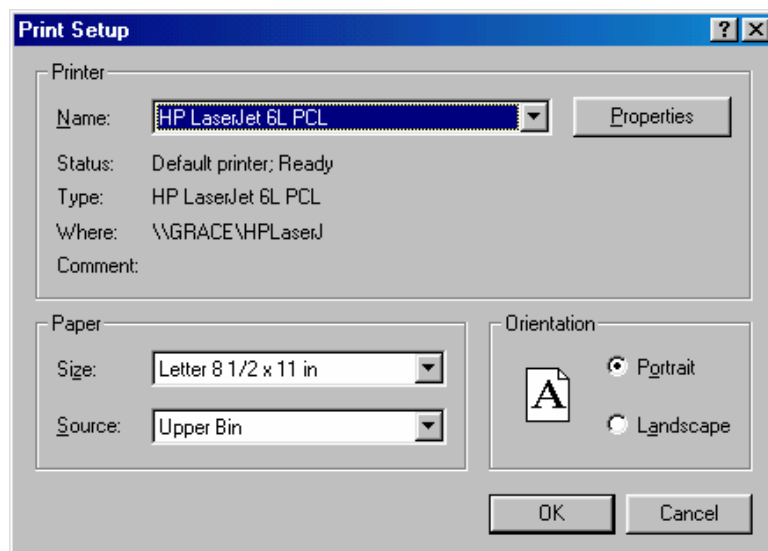 Print Setup
Printer
Name: HP LaserJet 6L PCL Properties
Status: Default printer; Ready
Type: HP LaserJet 6L PCL
Where: \\GRACE\HPLaserJ
Comment:
Paper
Size: Letter 8 1/2 x 11 in
Source: Upper Bin
Orientation
A
Portrait
Landscape
OK Cancel